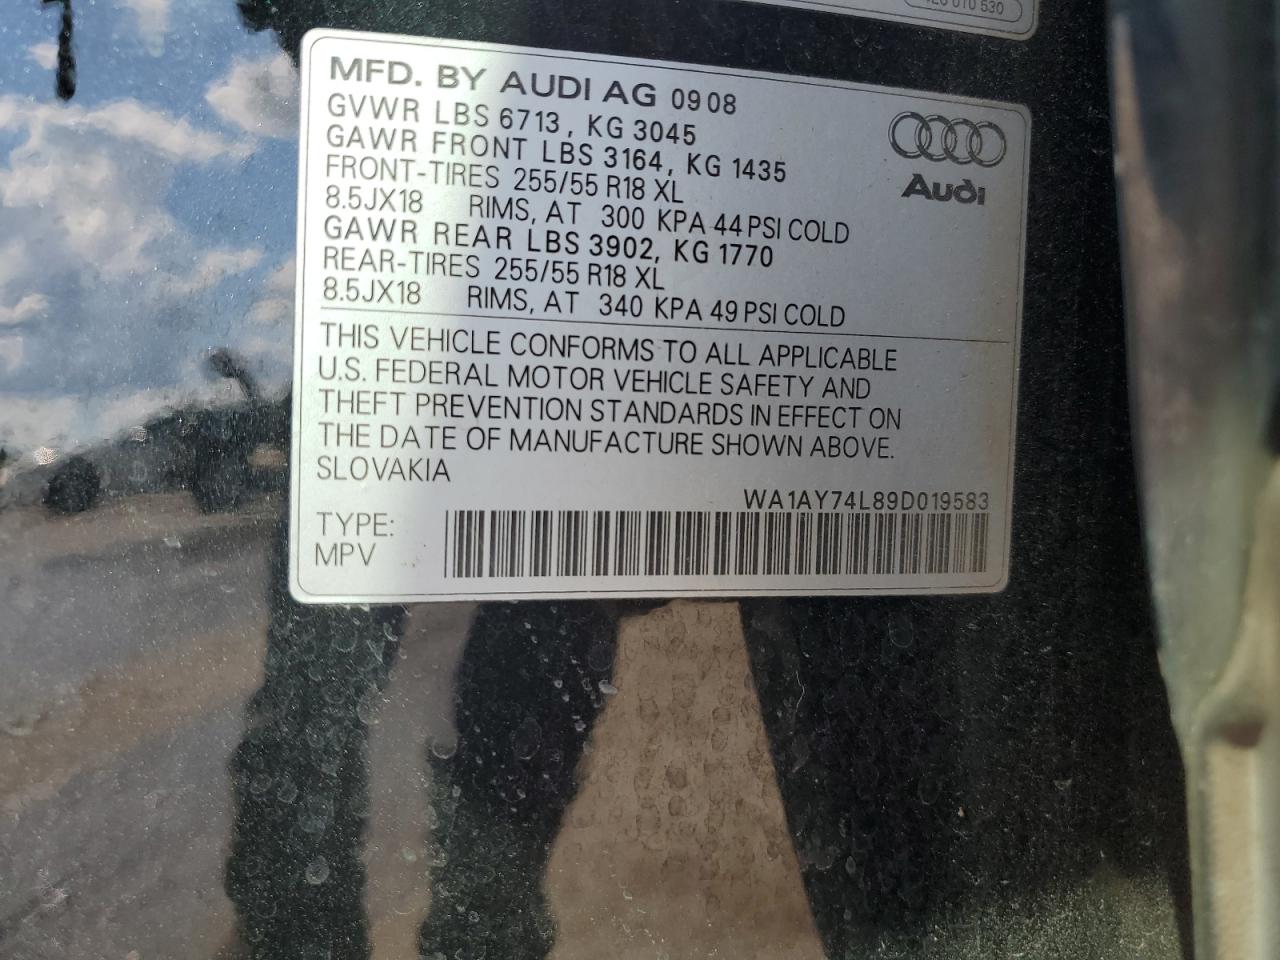 MFD. BY AUDI AG 09 08
GVWR LBS 6713, KG 3045
GAWR FRONT LBS 3164, KG 1435
FRONT-TIRES 255/55 R18 XL
8.5JX18 RIMS, AT 300 KPA 44 PSI COLD
GAWR REAR LBS 3902, KG 1770
REAR-TIRES 255/55 R18 XL
8.5JX18 RIMS, AT 340 KPA 49 PSI COLD
Audi
THIS VEHICLE CONFORMS TO ALL APPLICABLE
U.S. FEDERAL MOTOR VEHICLE SAFETY AND
THEFT PREVENTION STANDARDS IN EFFECT ON
THE DATE OF MANUFACTURE SHOWN ABOVE.
SLOVAKIA
WA1AY74L89D019583
TYPE:
MPV